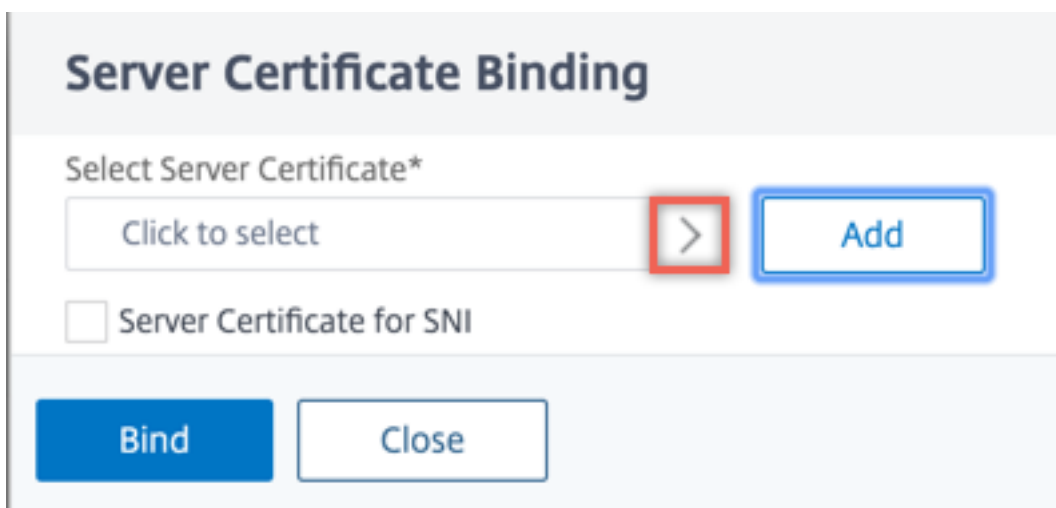 Server Certificate Binding
Select Server Certificate*
Click to select
Add
Server Certificate for SNI
Bind
Close